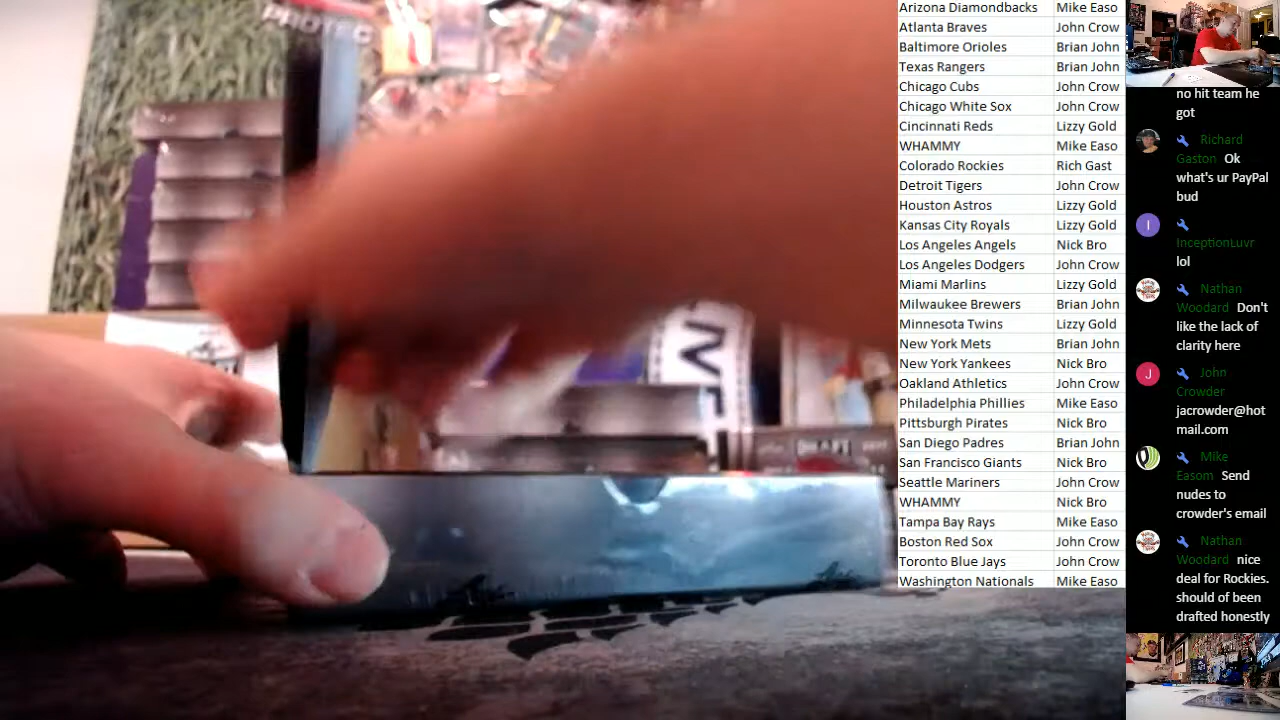 PROTEC
Arizona Diamondbacks Mike Easo
Atlanta Braves John Crow
Baltimore Orioles Brian John
Texas Rangers Brian John
Chicago Cubs John Crow
Chicago White Sox John Crow
Cincinnati Reds Lizzy Gold
WHAMMY Mike Easo
Colorado Rockies Rich Gast
Detroit Tigers John Crow
Houston Astros Lizzy Gold
Kansas City Royals Lizzy Gold
Los Angeles Angels Nick Bro
Los Angeles Dodgers John Crow
Miami Marlins Lizzy Gold
Milwaukee Brewers Brian John
Minnesota Twins Lizzy Gold
New York Mets Brian John
New York Yankees Nick Bro
Oakland Athletics John Crow
Philadelphia Phillies Mike Easo
Pittsburgh Pirates Nick Bro
San Diego Padres Brian John
San Francisco Giants Nick Bro
Seattle Mariners John Crow
WHAMMY Nick Bro
Tampa Bay Rays Mike Easo
Boston Red Sox John Crow
Toronto Blue Jays John Crow
Washington Nationals Mike Easo
no hit team he
got
Richard
Gaston Ok
what's ur PayPal
bud
I
InceptionLuvr
lol
Nathan
Woodard Don't
like the lack of
clarity here
J
John
Crowder
jacrowder@hot
mail.com
Mike
Easom Send
nudes to
crowder's email
Nathan
Woodard nice
deal for Rockies.
should of been
drafted honestly